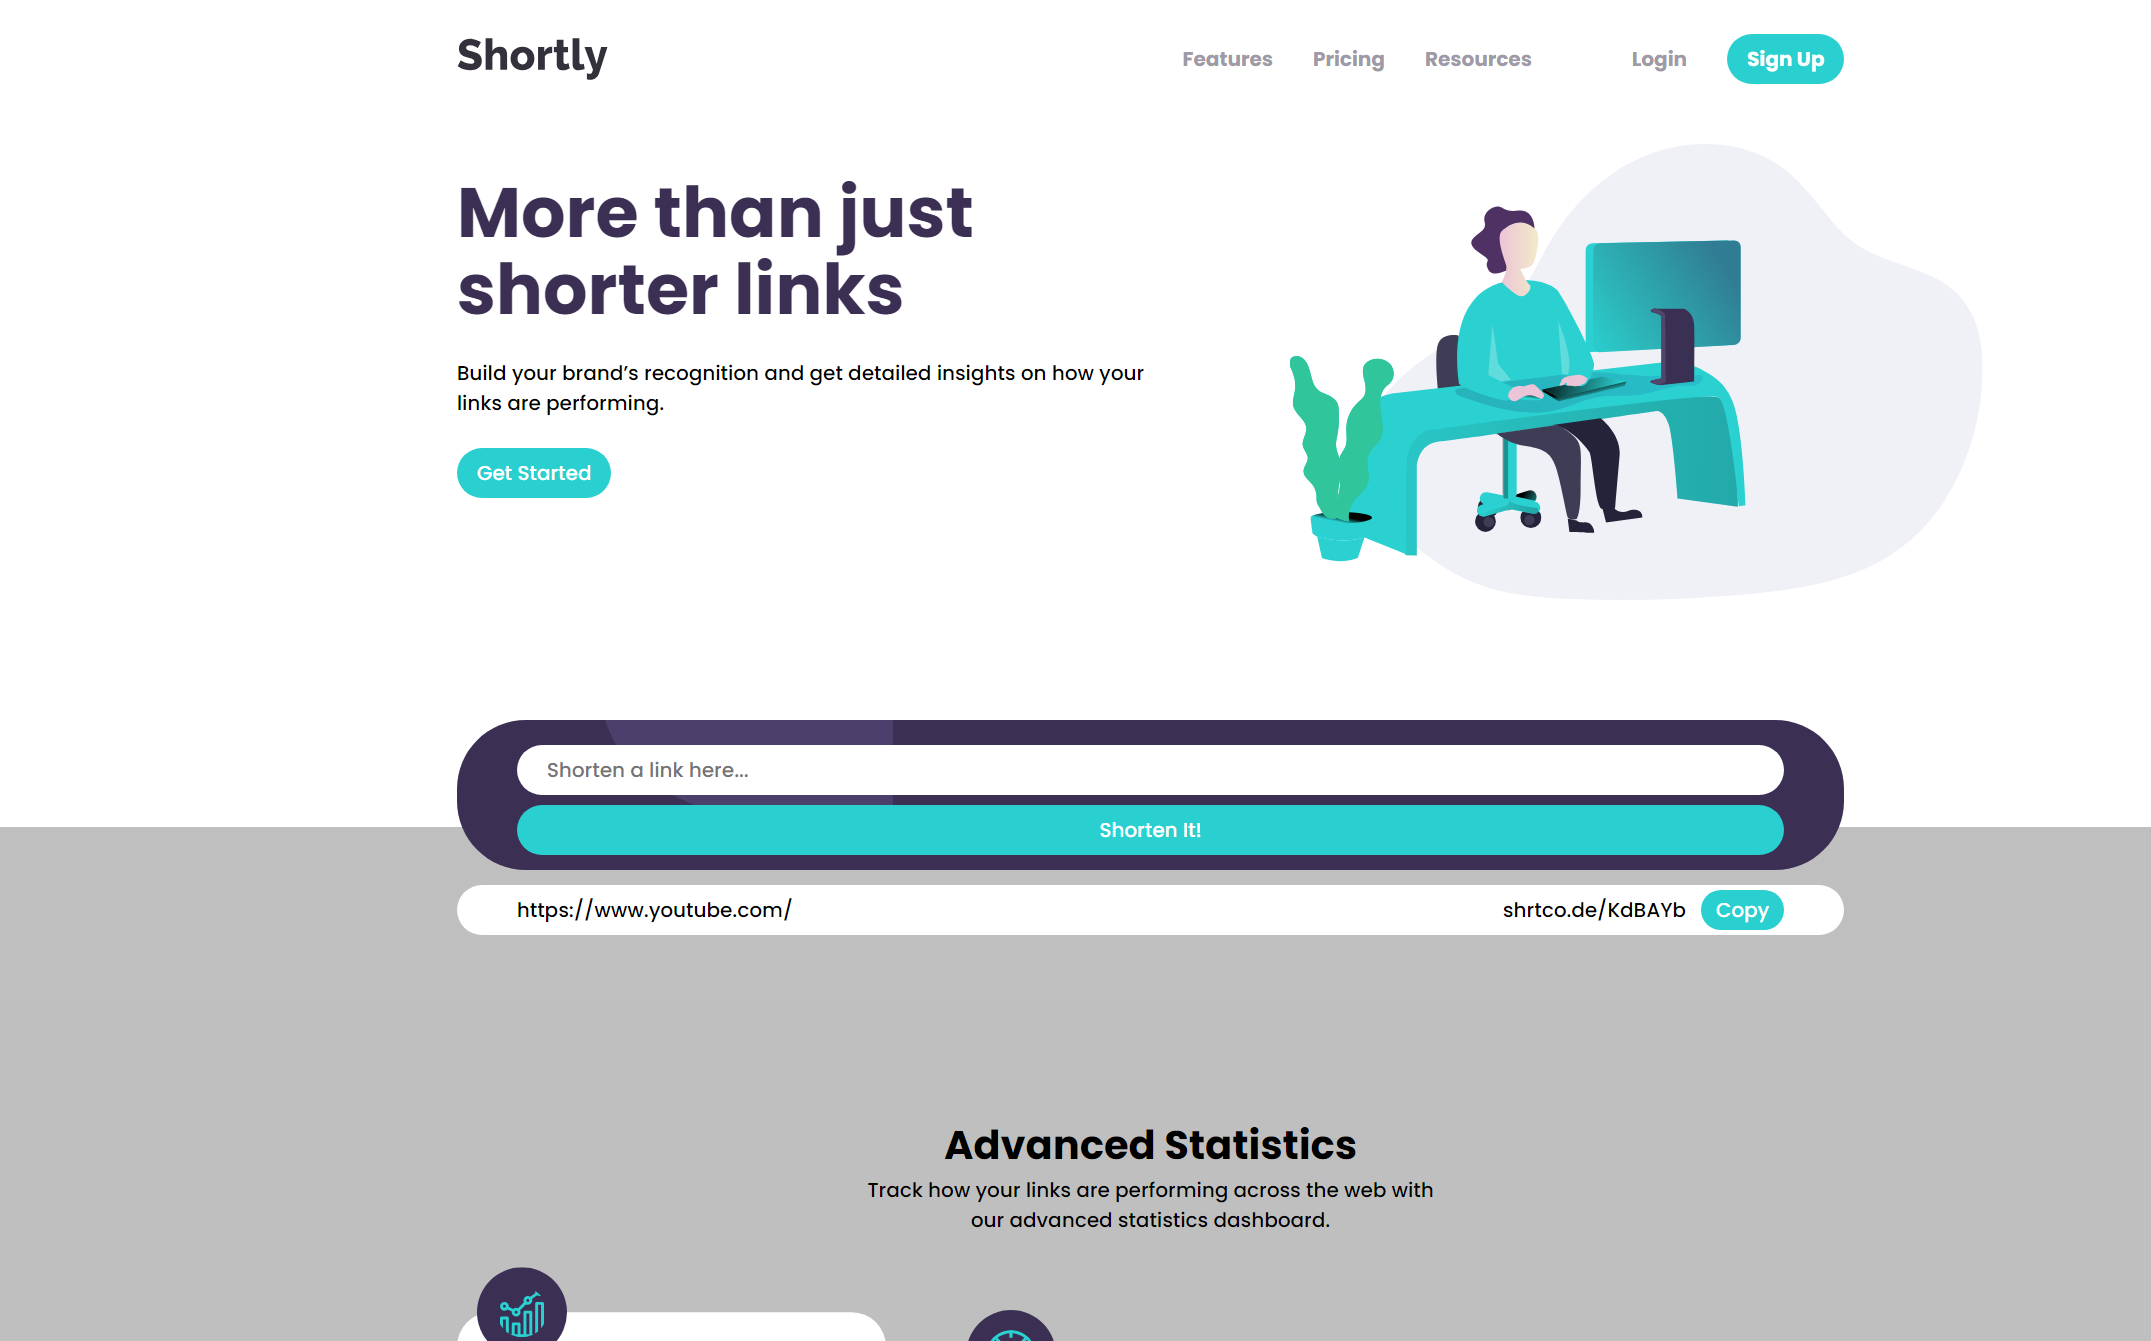 Shortly
Features
Pricing
Resources
Login
Sign Up
More than just
shorter links
Build your brand’s recognition and get detailed insights on how your
links are performing.
Get Started
Shorten a link here...
Shorten It!
https://www.youtube.com/
shrtco.de/KdBAYb
Copy
Advanced Statistics
Track how your links are performing across the web with
our advanced statistics dashboard.